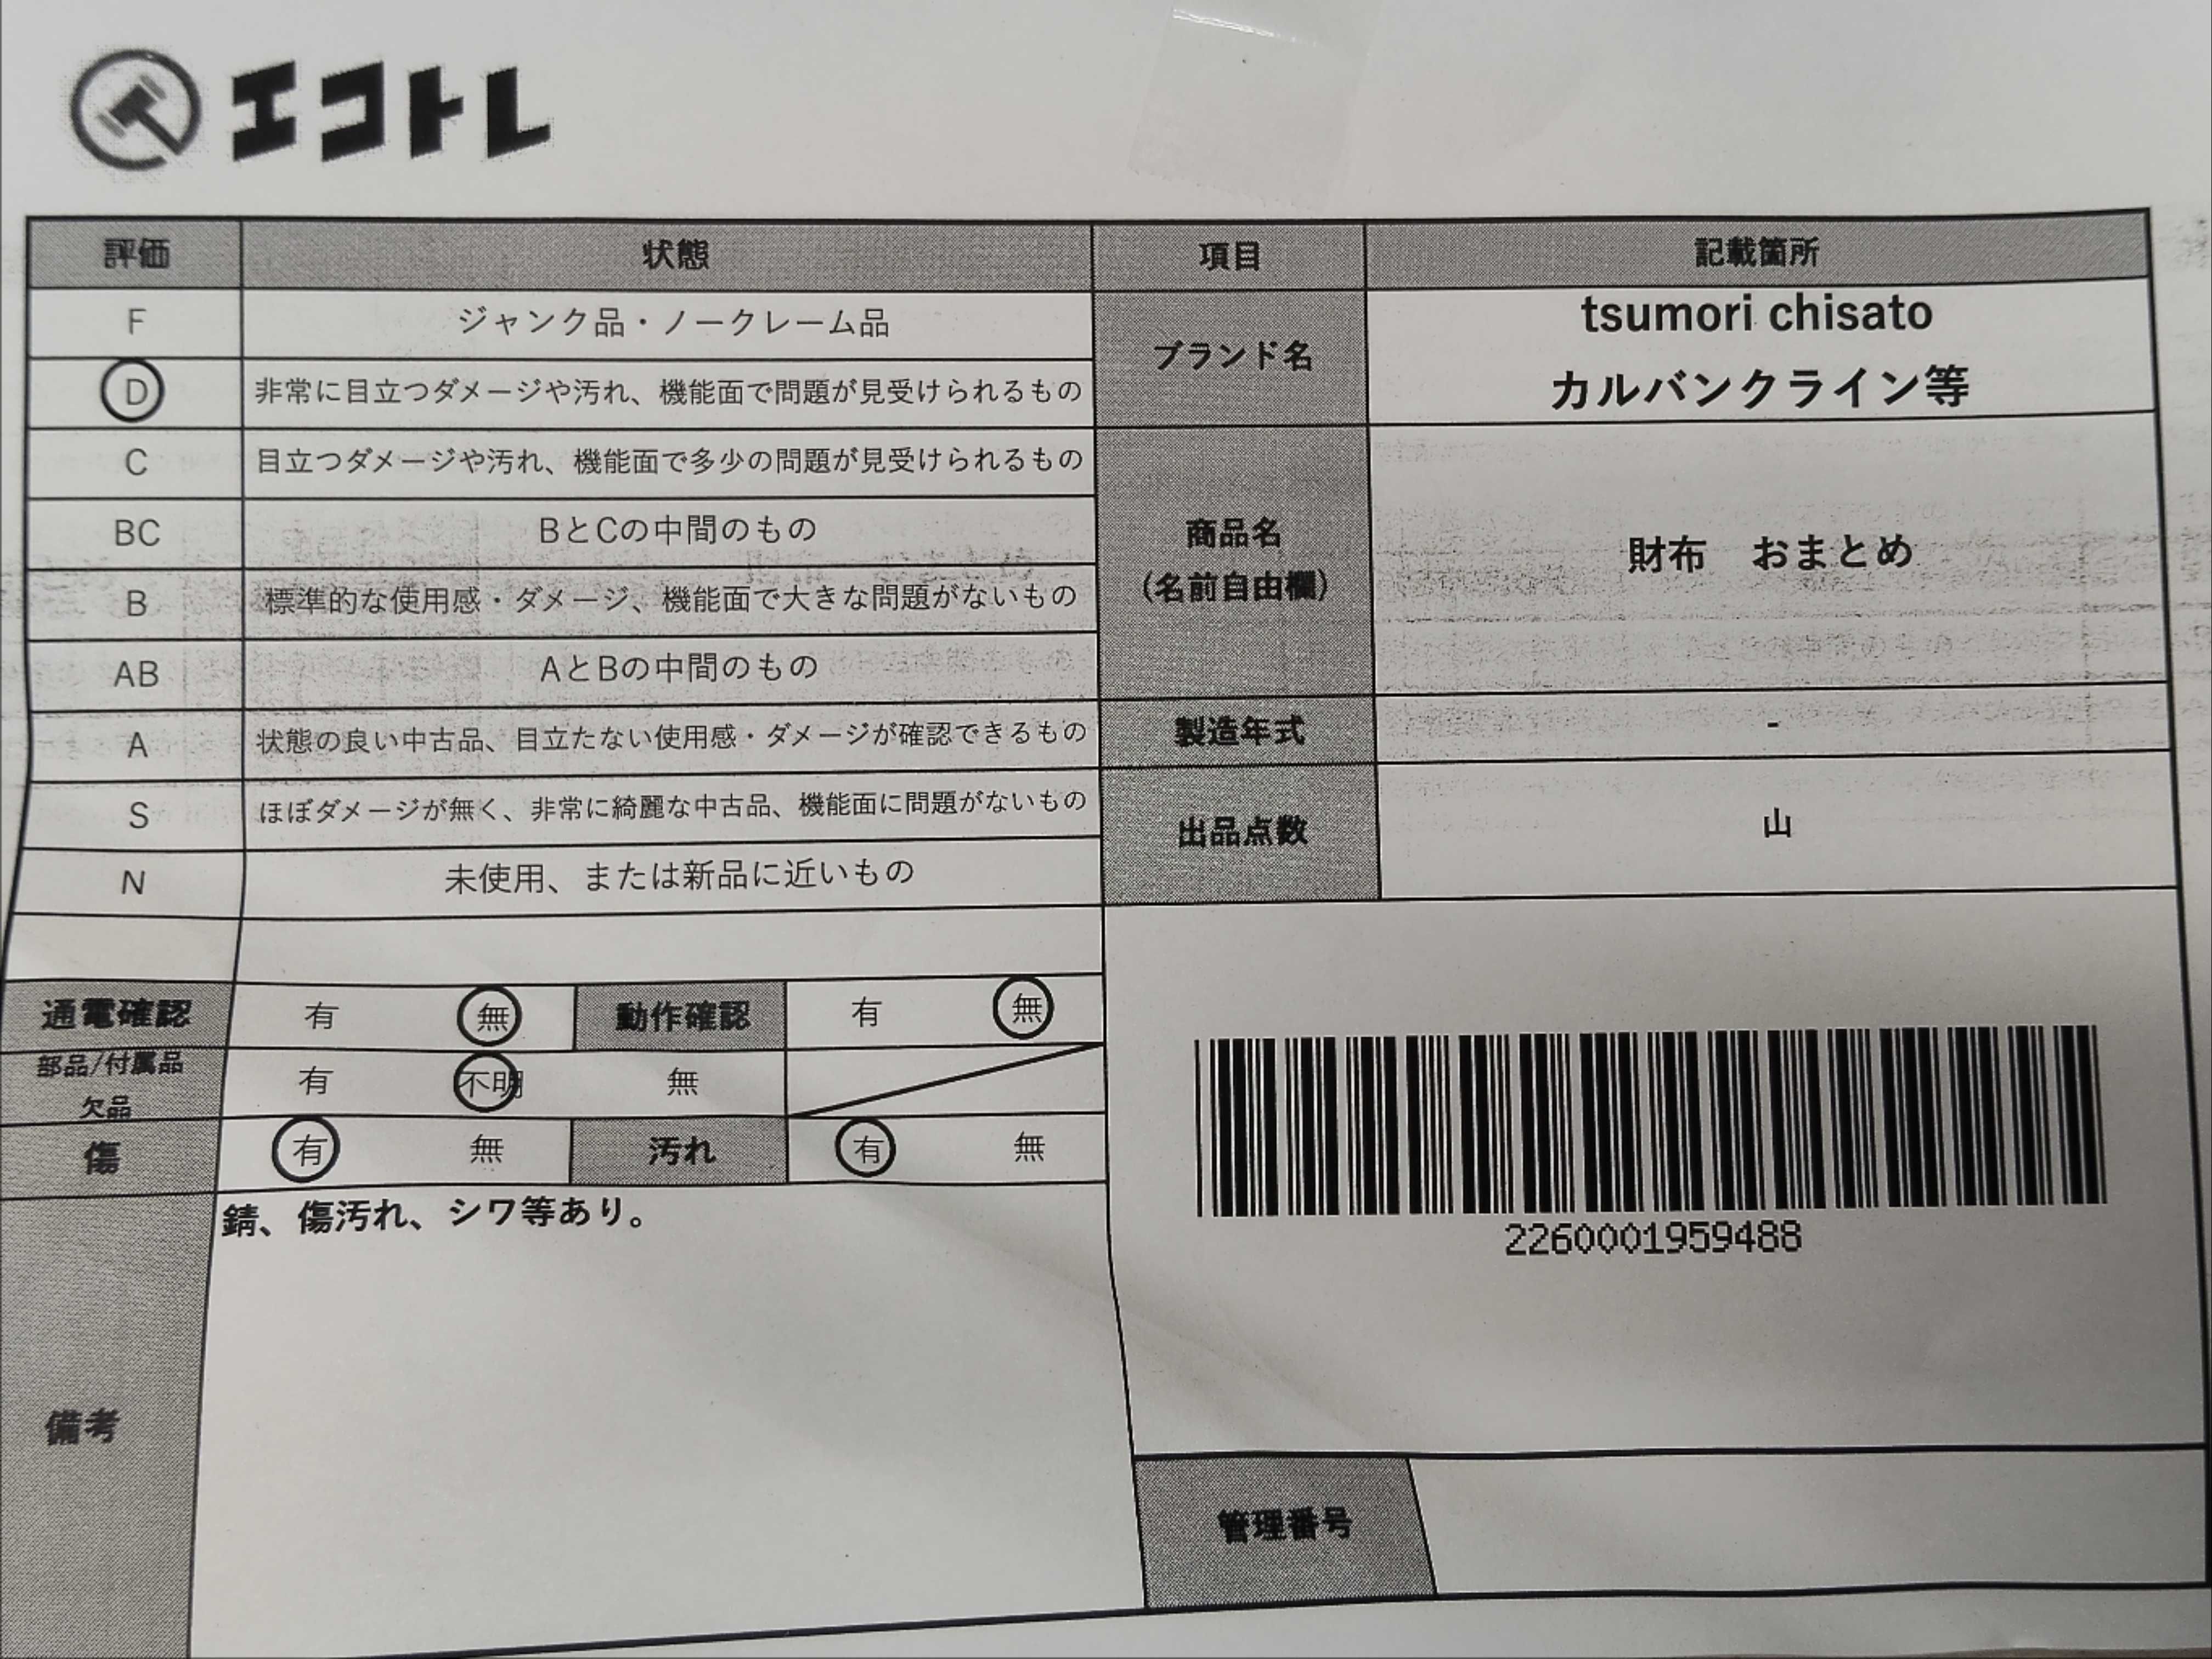 エコトレ
評価 状態 項目 記載箇所
F ジャンク品・ノークレーム品
D 非常に目立つダメージや汚れ、機能面で問題が見受けられるもの
C 目立つダメージや汚れ、機能面で多少の問題が見受けられるもの
BC BとCの中間のもの
B 標準的な使用感・ダメージ、機能面で大きな問題がないもの
AB AとBの中間のもの
A 状態の良い中古品、目立たない使用感・ダメージが確認できるもの
S ほぼダメージが無く、非常に綺麗な中古品、機能面に問題がないもの
N 未使用、または新品に近いもの
ブランド名
tsumori chisato
カルバンクライン等
商品名
(名前自由欄)
財布 おまとめ
製造年式 -
出品点数 山
通電確認 有 無 動作確認 有 無
部品/付属品
欠品
有 不明 無
傷 有 無 汚れ 有 無
備考
錆、傷汚れ、シワ等あり。
2260001959488
管理番号